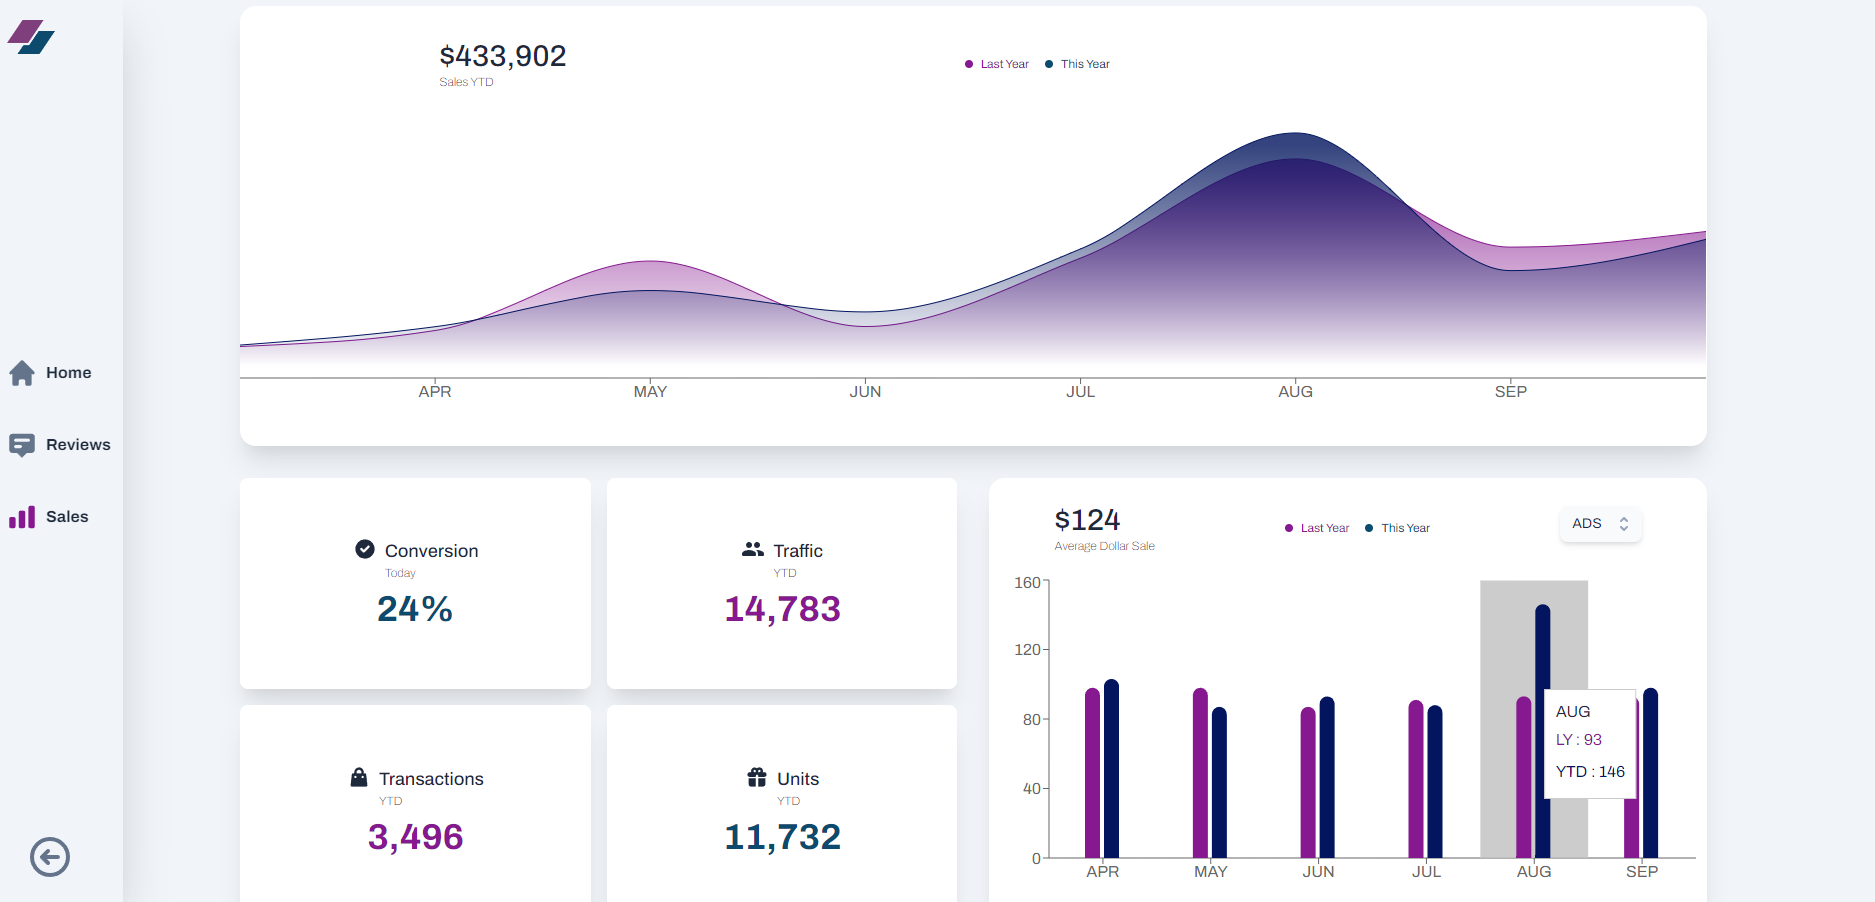 $433,902
Sales YTD
Last Year
This Year
APR MAY JUN JUL AUG SEP
Home
Reviews
Sales
Conversion
Today
24%
Traffic
YTD
14,783
Transactions
YTD
3,496
Units
YTD
11,732
$124
Average Dollar Sale
Last Year
This Year
ADS
160
120
80
40
0
AUG
LY : 93
YTD : 146
APR MAY JUN JUL AUG SEP